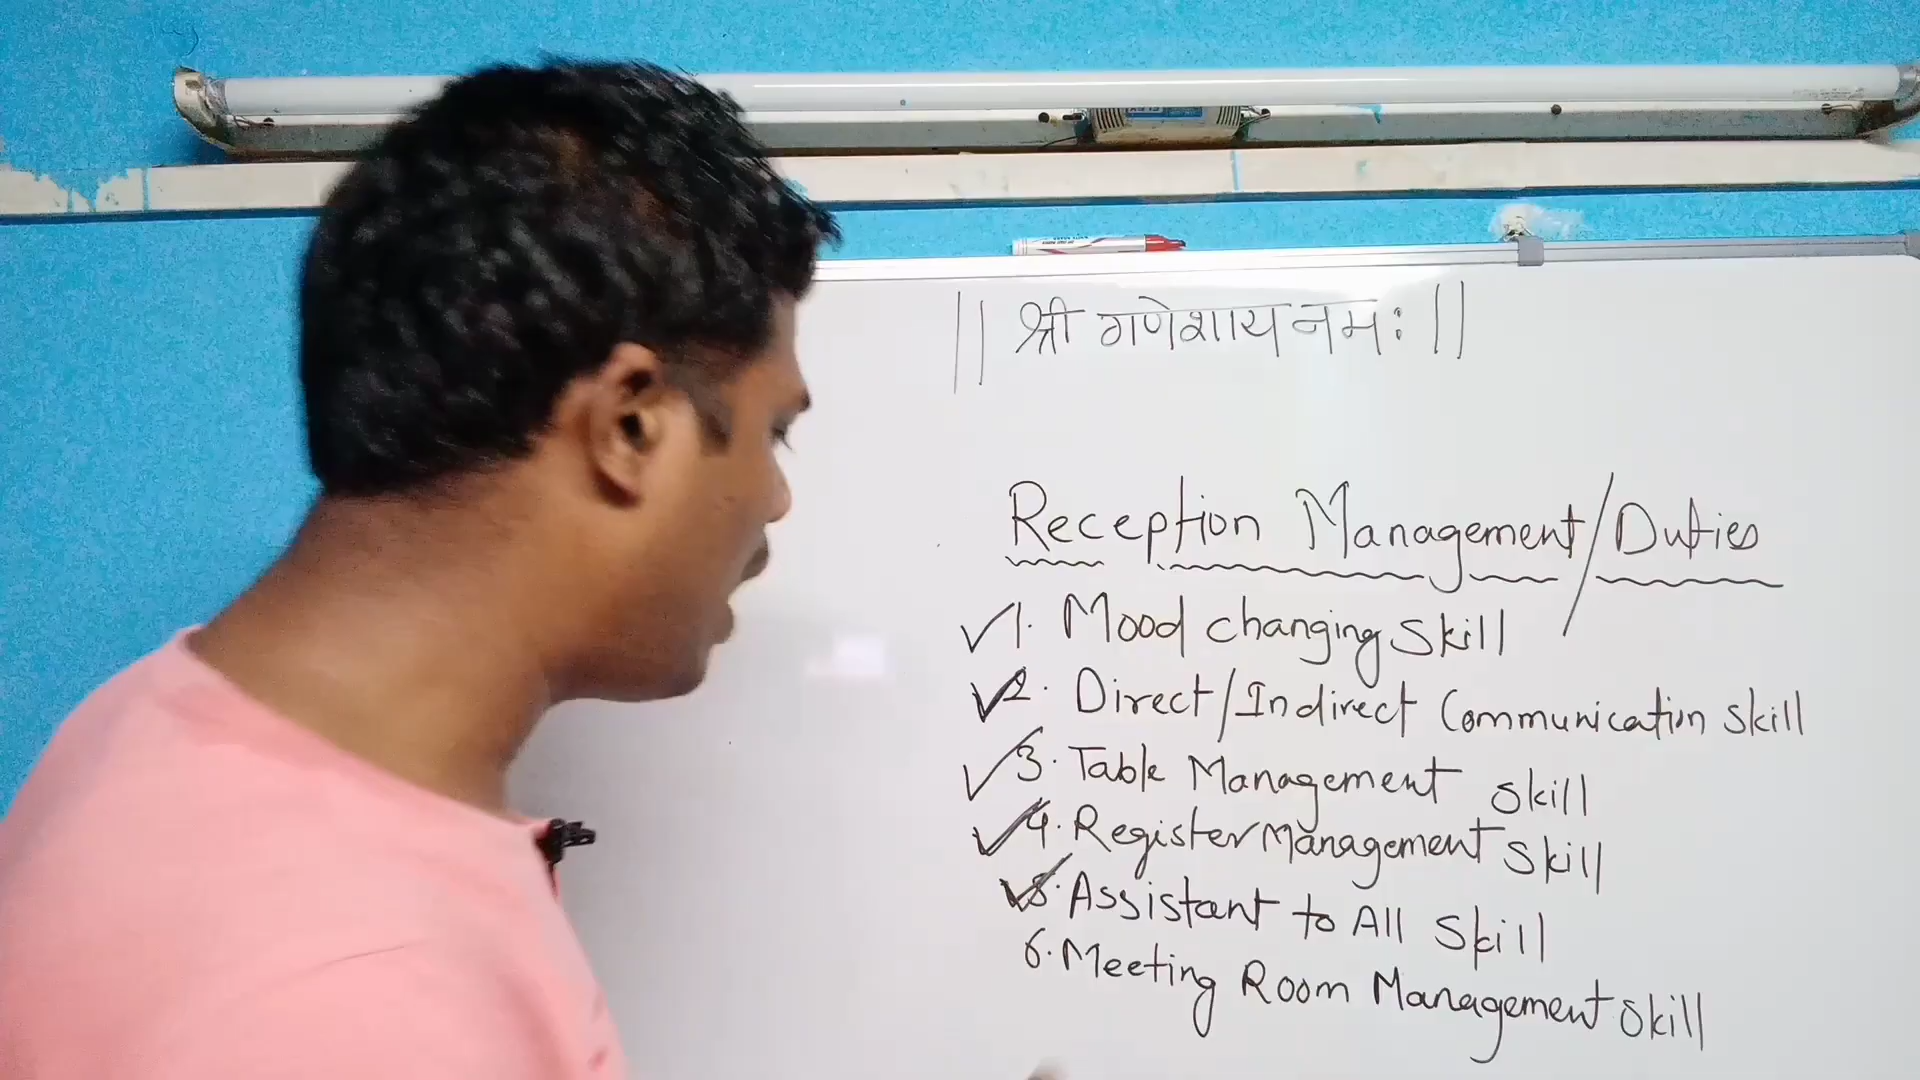 || श्री गणेशाय नमः ||
Reception Management/Duties
1. Mood changing Skill
2. Direct/Indirect Communication Skill
3. Table Management Skill
4. Register Management Skill
5. Assistant to All Skill
6. Meeting Room Management Skill